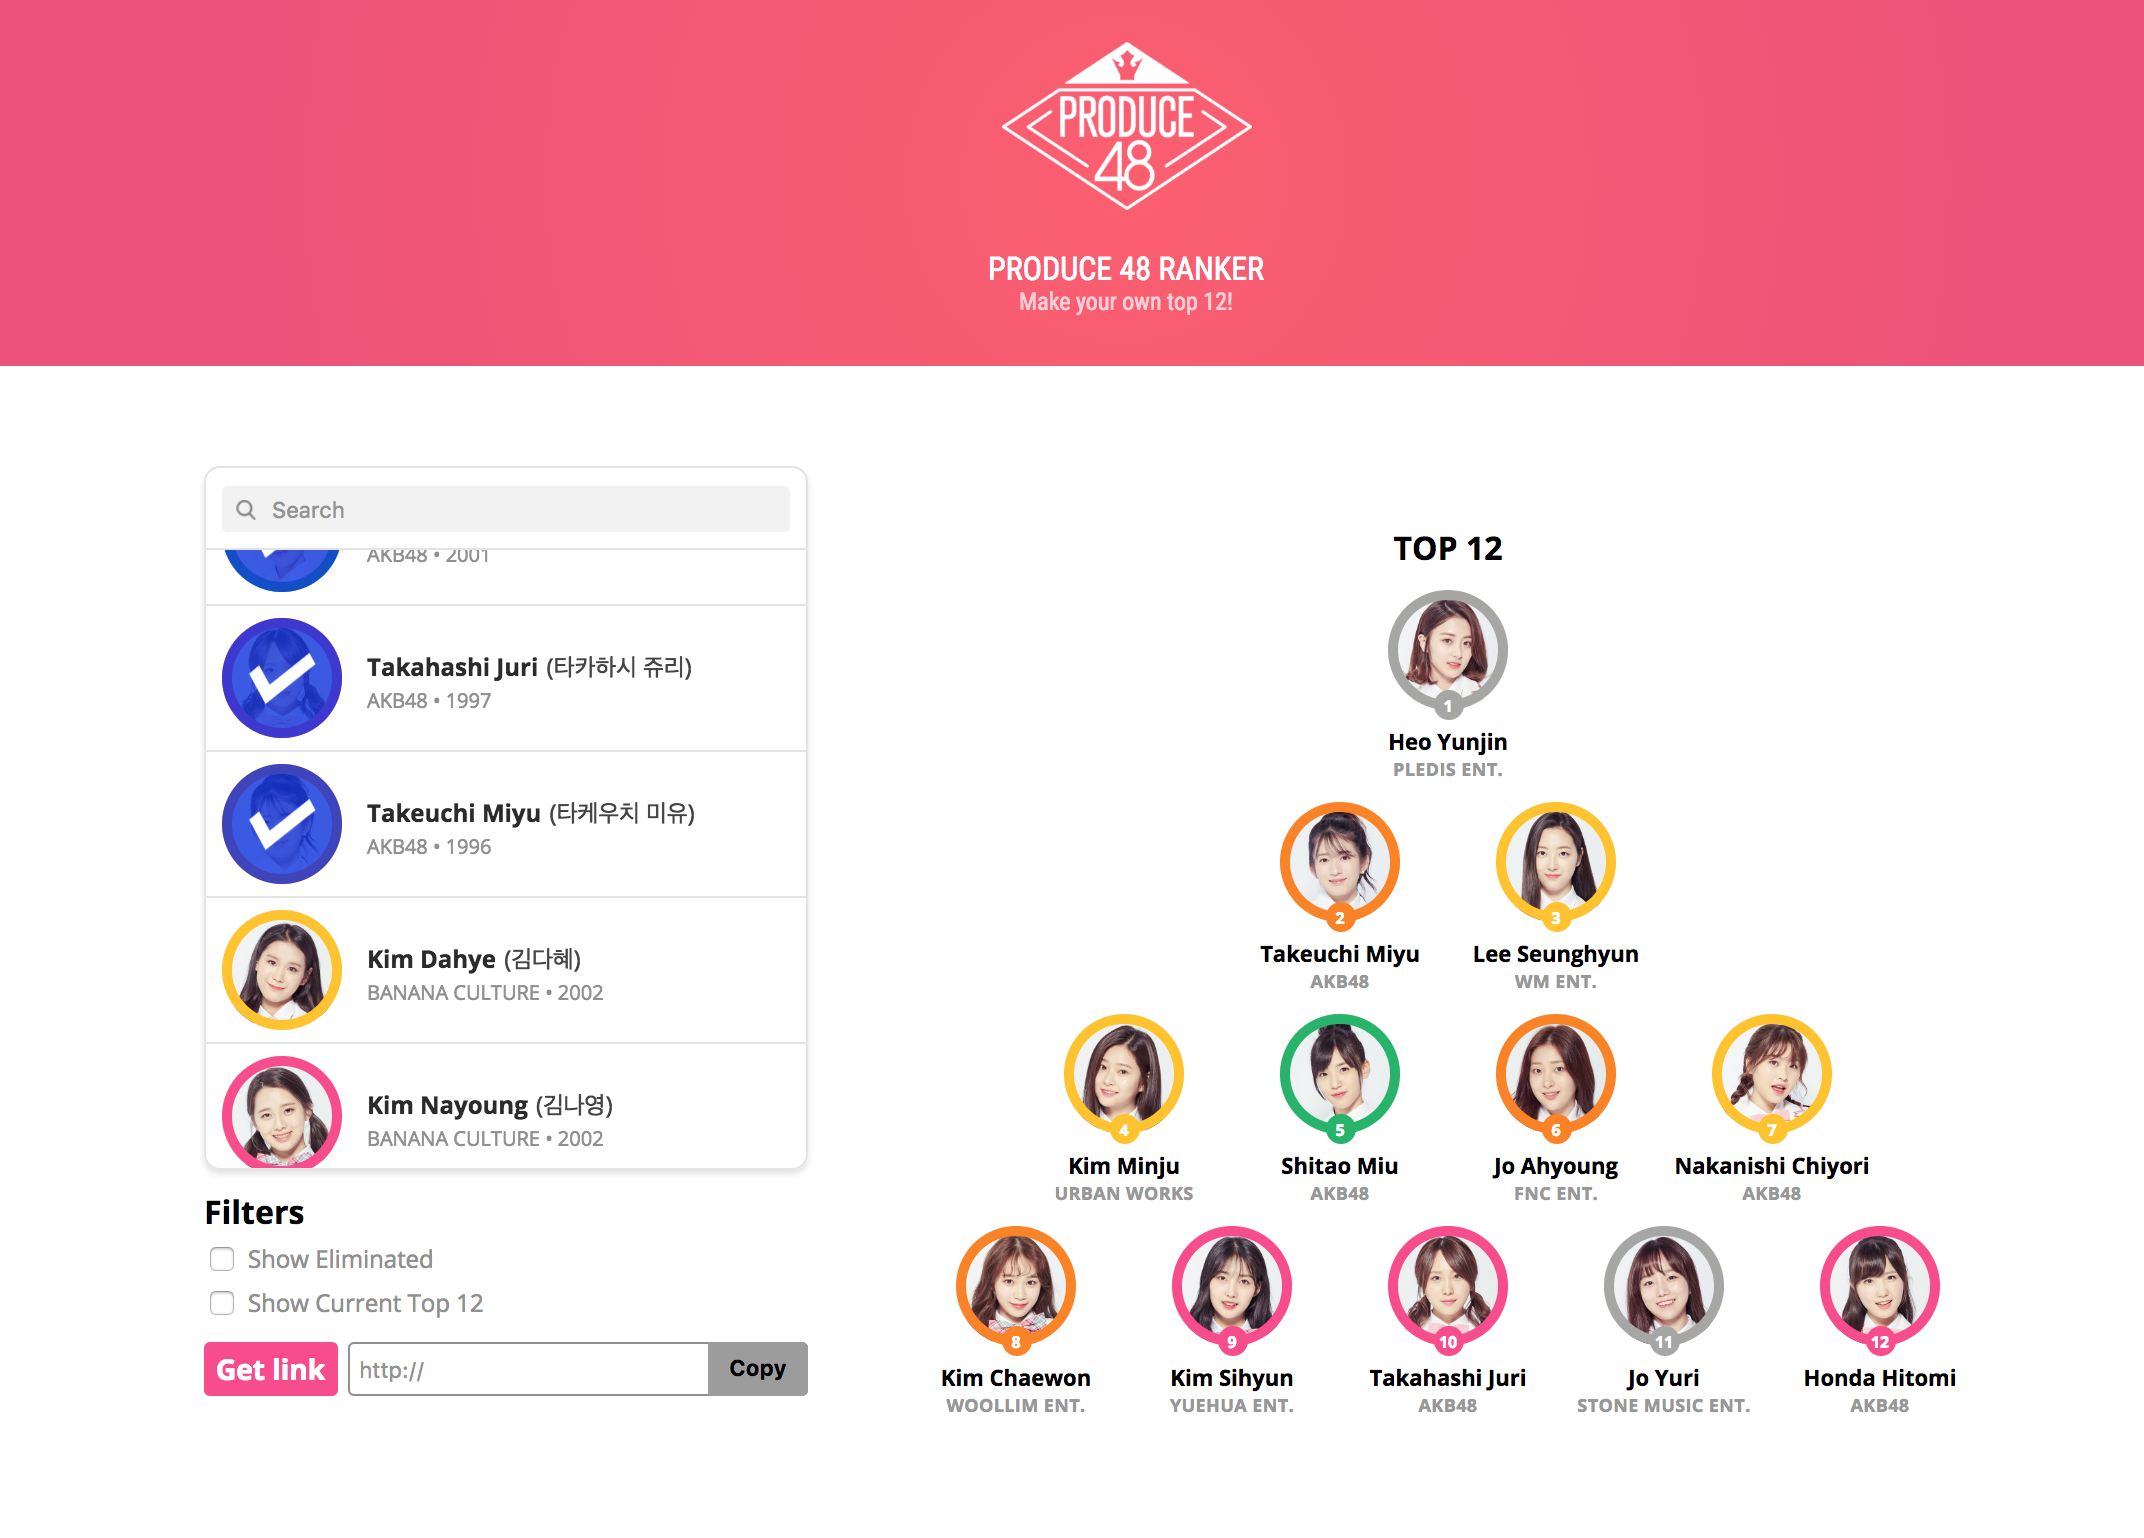 PRODUCE
48
PRODUCE 48 RANKER
Make your own top 12!
Search
AKB48 • 2001
Takahashi Juri (타카하시 쥬리)
AKB48 • 1997
Takeuchi Miyu (타케우치 미유)
AKB48 • 1996
Kim Dahye (김다혜)
BANANA CULTURE • 2002
Kim Nayoung (김나영)
BANANA CULTURE • 2002
Filters
Show Eliminated
Show Current Top 12
Get link
http://
Copy
TOP 12
1
Heo Yunjin
PLEDIS ENT.
2
Takeuchi Miyu
AKB48
3
Lee Seunghyun
WM ENT.
4
Kim Minju
URBAN WORKS
5
Shitao Miu
AKB48
6
Jo Ahyoung
FNC ENT.
7
Nakanishi Chiyori
AKB48
8
Kim Chaewon
WOOLLIM ENT.
9
Kim Sihyun
YUEHUA ENT.
10
Takahashi Juri
AKB48
11
Jo Yuri
STONE MUSIC ENT.
12
Honda Hitomi
AKB48